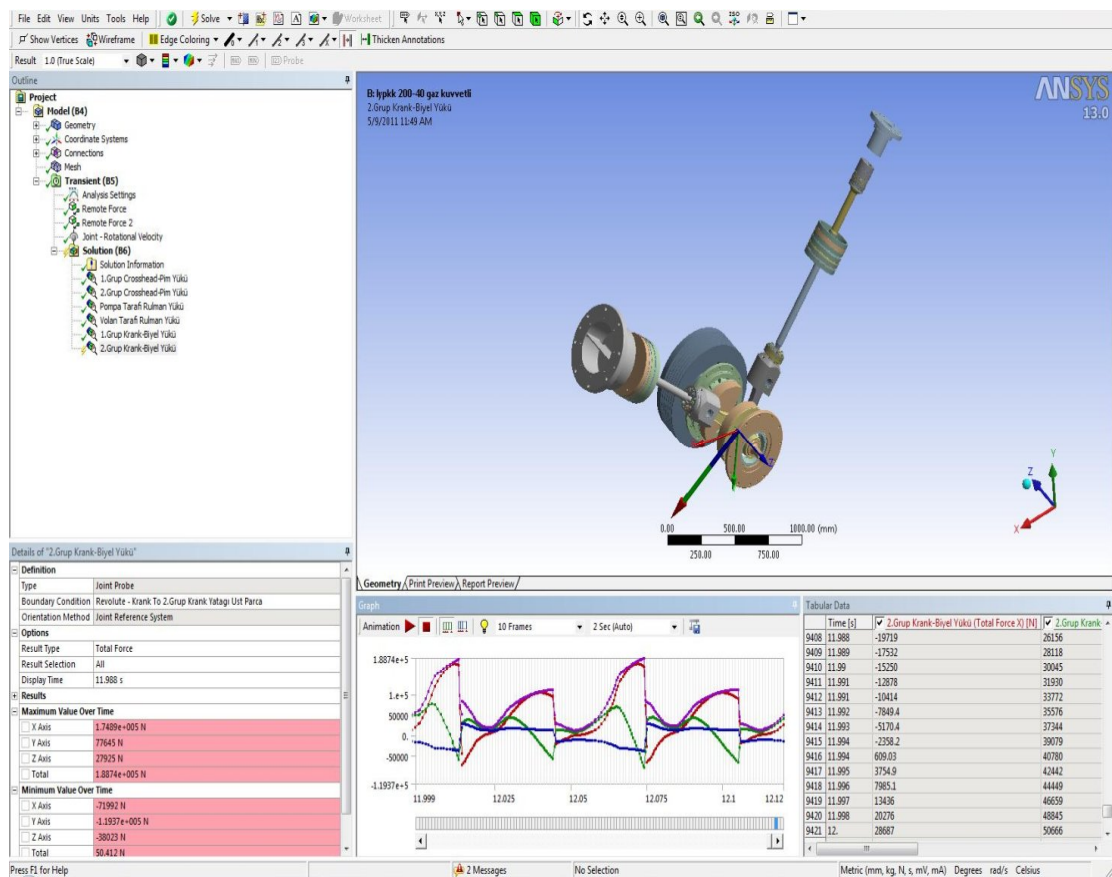 File Edit View Units Tools Help Solve Worksheet
Show Vertices Wireframe Edge Coloring Thicken Annotations
Result 1.0 (True Scale) Probe
Outline
Project
Model (B4)
Geometry
Coordinate Systems
Connections
Mesh
Transient (B5)
Analysis Settings
Remote Force
Remote Force 2
Joint - Rotational Velocity
Solution (B6)
Solution Information
1.Grup Crosshead-Pim Yükü
2.Grup Crosshead-Pim Yükü
Pompa Tarafı Rulman Yükü
Volan Tarafı Rulman Yükü
1.Grup Krank-Biyel Yükü
2.Grup Krank-Biyel Yükü
B: lypkk 200-40 gaz kuvvetli
2.Grup Krank-Biyel Yükü
5/9/2011 11:49 AM
ANSYS
13.0
Z
Y
Z
X
0.00 500.00 1000.00 (mm)
250.00 750.00
Geometry Print Preview Report Preview
Details of "2.Grup Krank-Biyel Yükü"
Definition
Type Joint Probe
Boundary Condition Revolute - Krank To 2.Grup Krank Yatagı Ust Parca
Orientation Method Joint Reference System
Options
Result Type Total Force
Result Selection All
Display Time 11.988 s
Results
Maximum Value Over Time
X Axis 1.7489e+005 N
Y Axis 77645 N
Z Axis 27925 N
Total 1.8874e+005 N
Minimum Value Over Time
X Axis -71992 N
Y Axis -1.1937e+005 N
Z Axis -38023 N
Total 50.412 N
Graph
Animation 10 Frames 2 Sec (Auto)
1.8874e+5
1.e+5
50000
0.
-50000
-1.1937e+5
11.999 12.025 12.05 12.075 12.1 12.12
Tabular Data
Time [s] 2.Grup Krank-Biyel Yükü (Total Force X) [N] 2.Grup Krank-
9408 11.988 -19719 26156
9409 11.989 -17532 28118
9410 11.99 -15250 30045
9411 11.991 -12878 31930
9412 11.991 -10414 33772
9413 11.992 -7849.4 35576
9414 11.993 -5170.4 37344
9415 11.994 -2358.2 39079
9416 11.994 609.03 40780
9417 11.995 3754.9 42442
9418 11.996 7985.1 44449
9419 11.997 13436 46659
9420 11.998 20276 48845
9421 12. 28687 50666
Press F1 for Help 2 Messages No Selection Metric (mm, kg, N, s, mV, mA) Degrees rad/s Celsius